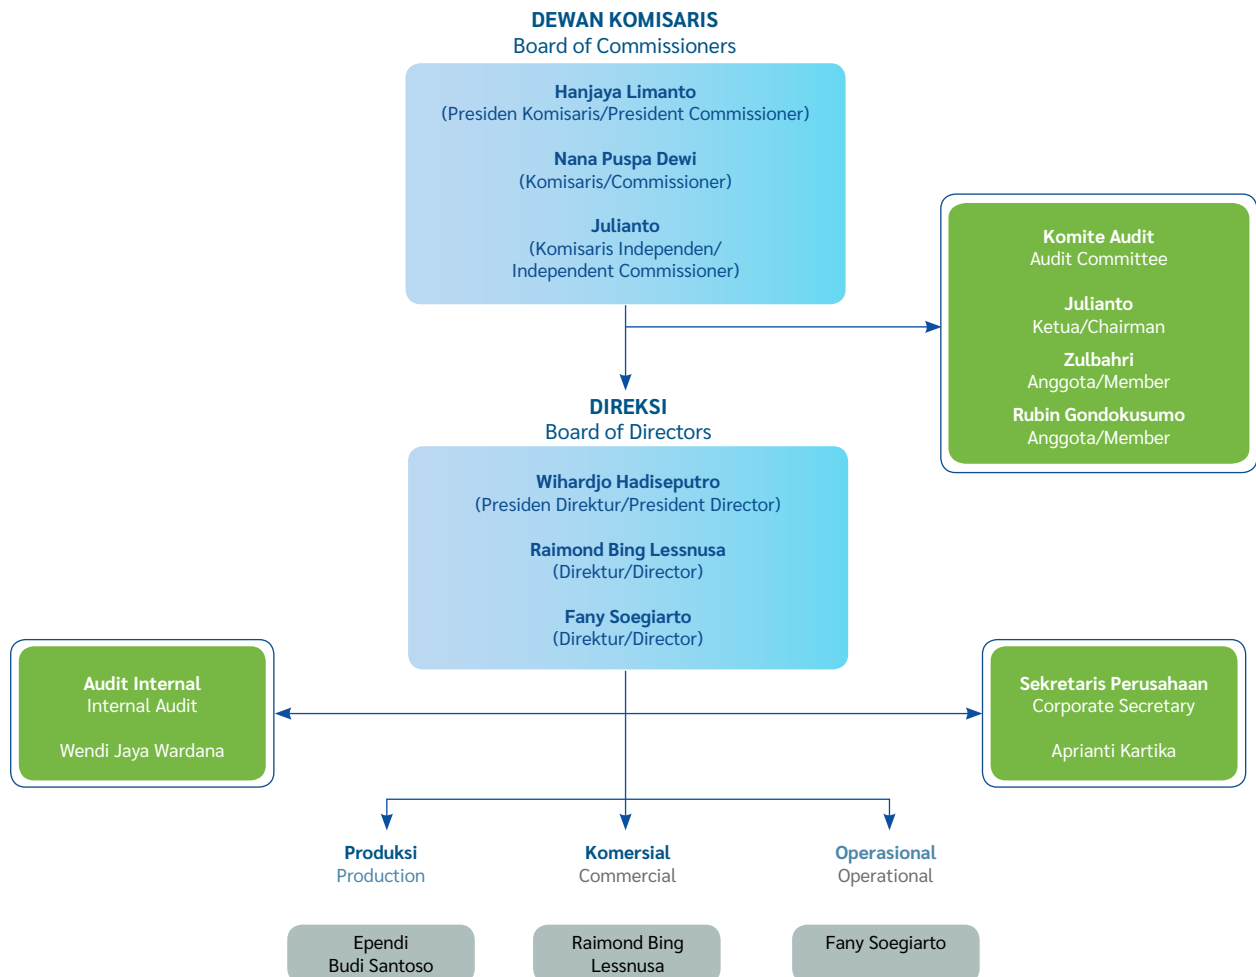 DEWAN KOMISARIS
Board of Commissioners
Hanjaya Limanto
(Presiden Komisaris/President Commissioner)
Nana Puspa Dewi
(Komisaris/Commissioner)
Julianto
(Komisaris Independen/
Independent Commissioner)
Komite Audit
Audit Committee
Julianto
Ketua/Chairman
Zulbahri
Anggota/Member
Rubin Gondokusumo
Anggota/Member
DIREKSI
Board of Directors
Wihardjo Hadiseputro
(Presiden Direktur/President Director)
Raimond Bing Lessnusa
(Direktur/Director)
Fany Soegiarto
(Direktur/Director)
Audit Internal
Internal Audit
Wendi Jaya Wardana
Sekretaris Perusahaan
Corporate Secretary
Aprianti Kartika
Produksi
Production
Komersial
Commercial
Operasional
Operational
Ependi
Budi Santoso
Raimond Bing
Lessnusa
Fany Soegiarto